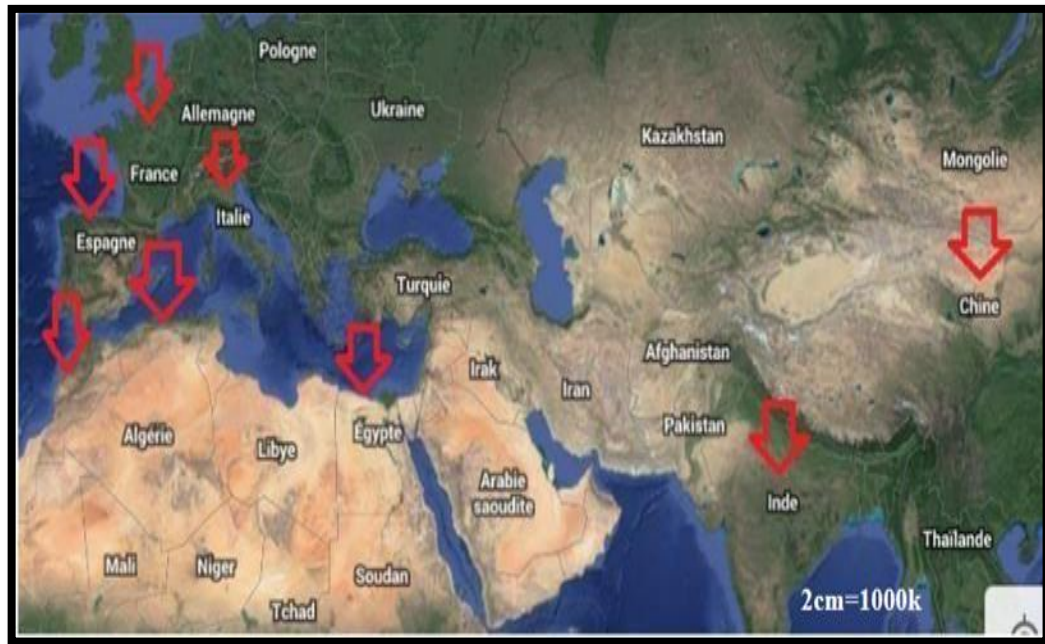 Pologne
Allemagne
Ukraine
Kazakhstan
Mongolie
France
Italie
Espagne
Turquie
Chine
Afghanistan
Irak
Iran
Pakistan
Algérie
Libye
Égypte
Arabie
saoudite
Inde
Thaïlande
Mali
Niger
Soudan
Tchad
2cm=1000k